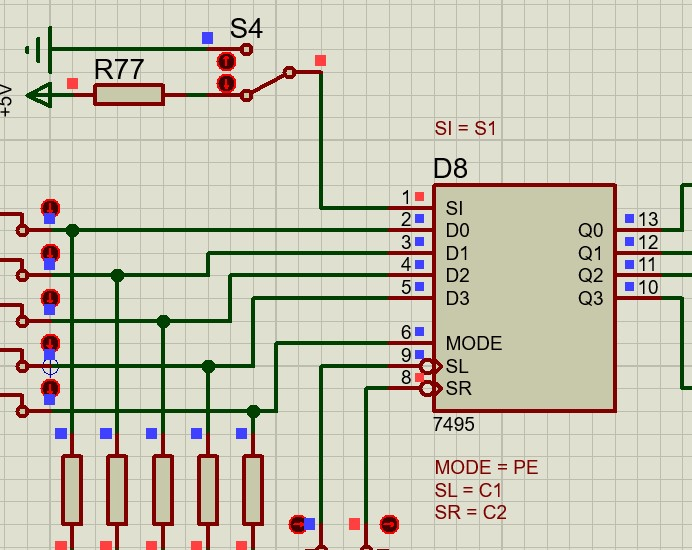 S4
R77
+5V
SI = S1
D8
1 SI
2 D0 Q0 13
3 D1 Q1 12
4 D2 Q2 11
5 D3 Q3 10
6 MODE
9 SL
8 SR
7495
MODE = PE
SL = C1
SR = C2